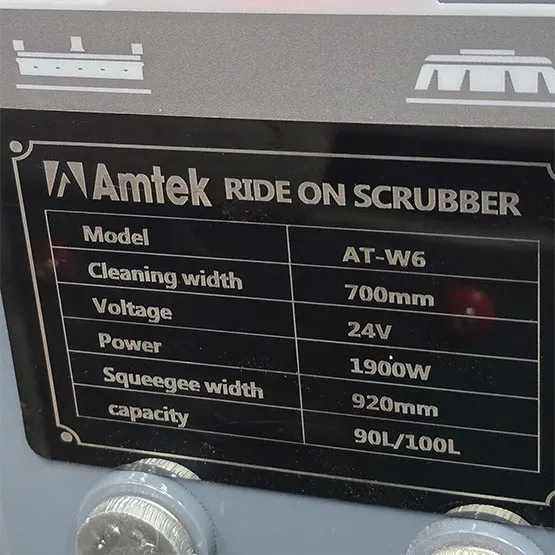 Amtek RIDE ON SCRUBBER
Model AT-W6
Cleaning width 700mm
Voltage 24V
Power 1900W
Squeegee width 920mm
capacity 90L/100L